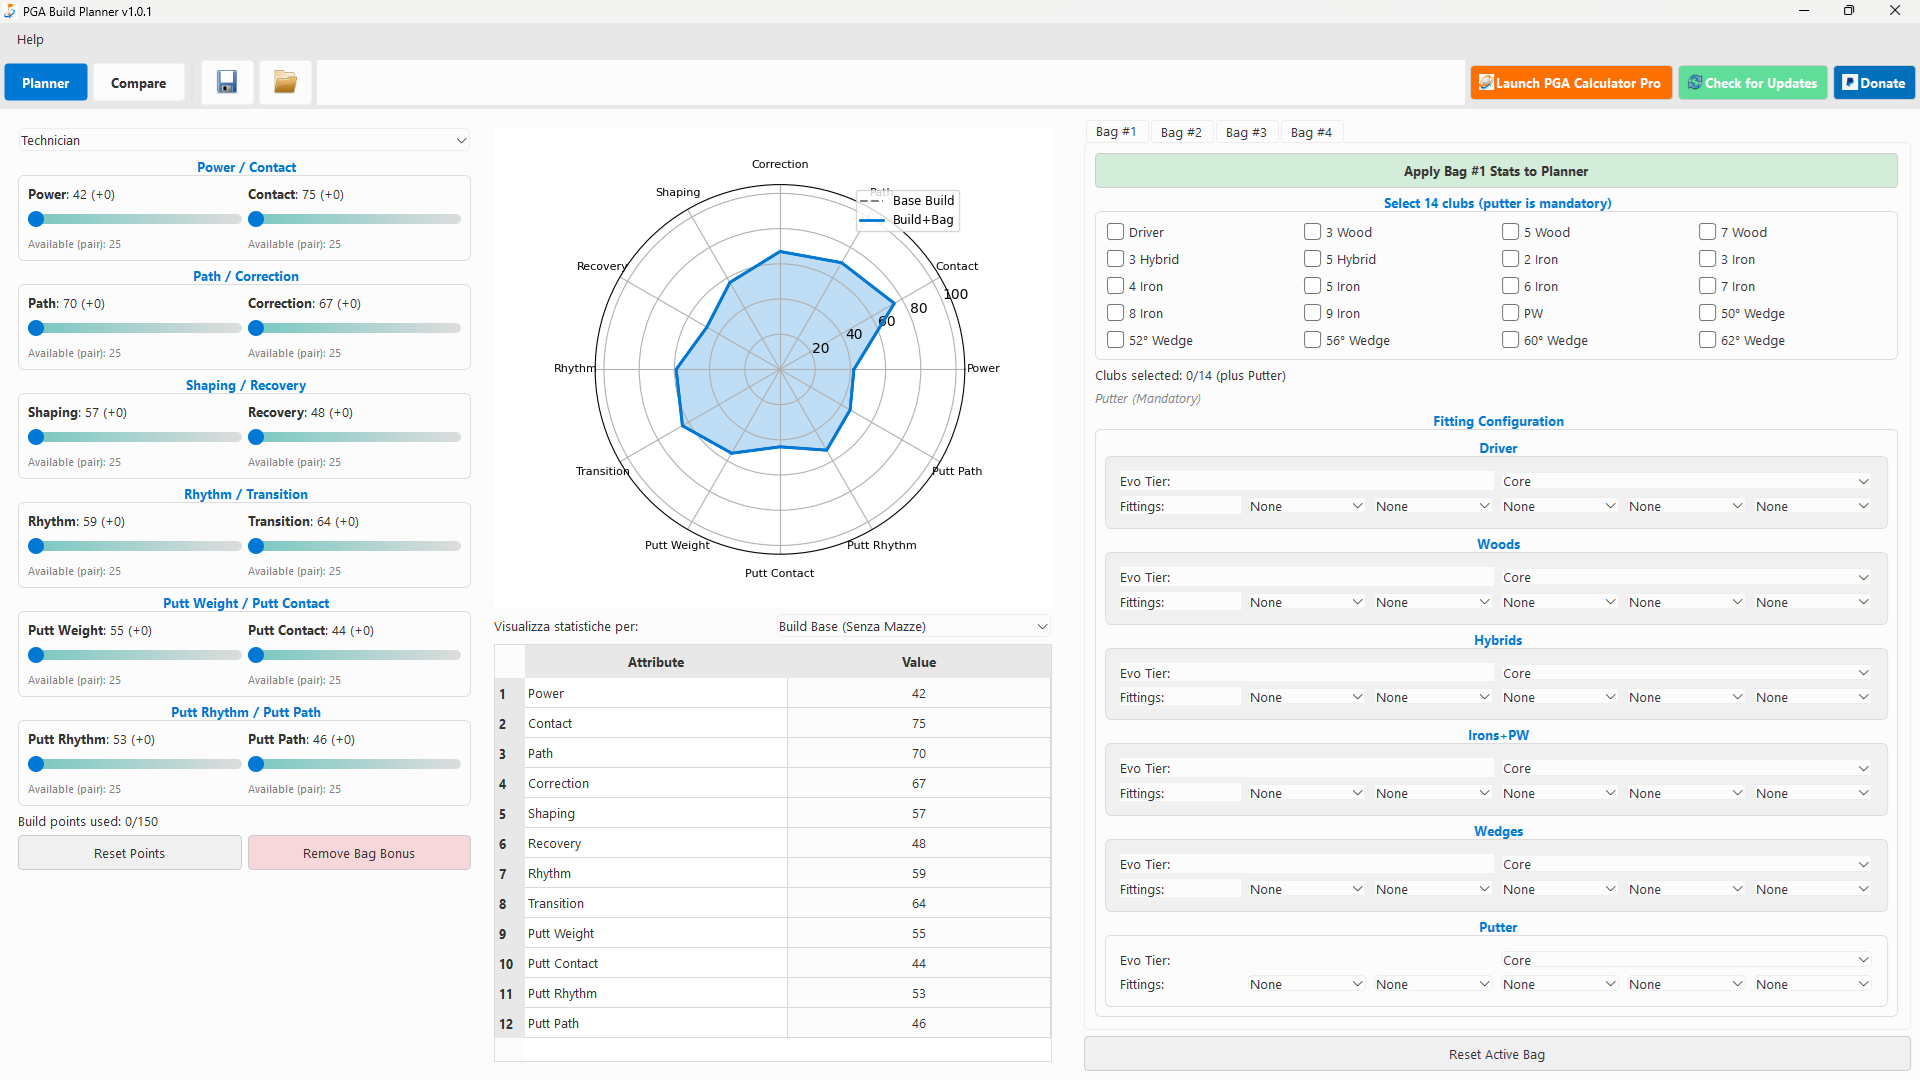 PGA Build Planner v1.0.1
Help
Planner
Compare
Launch PGA Calculator Pro
Check for Updates
Donate
Technician
Power / Contact
Power: 42 (+0)
Contact: 75 (+0)
Available (pair): 25
Available (pair): 25
Path / Correction
Path: 70 (+0)
Correction: 67 (+0)
Available (pair): 25
Available (pair): 25
Shaping / Recovery
Shaping: 57 (+0)
Recovery: 48 (+0)
Available (pair): 25
Available (pair): 25
Rhythm / Transition
Rhythm: 59 (+0)
Transition: 64 (+0)
Available (pair): 25
Available (pair): 25
Putt Weight / Putt Contact
Putt Weight: 55 (+0)
Putt Contact: 44 (+0)
Available (pair): 25
Available (pair): 25
Putt Rhythm / Putt Path
Putt Rhythm: 53 (+0)
Putt Path: 46 (+0)
Available (pair): 25
Available (pair): 25
Build points used: 0/150
Reset Points
Remove Bag Bonus
Correction
Shaping
Path
Base Build
Build+Bag
Recovery
Contact
100
80
60
40
20
Rhythm
Power
Transition
Putt Path
Putt Weight
Putt Rhythm
Putt Contact
Visualizza statistiche per:
Build Base (Senza Mazze)
Attribute Value
1 Power 42
2 Contact 75
3 Path 70
4 Correction 67
5 Shaping 57
6 Recovery 48
7 Rhythm 59
8 Transition 64
9 Putt Weight 55
10 Putt Contact 44
11 Putt Rhythm 53
12 Putt Path 46
Bag #1
Bag #2
Bag #3
Bag #4
Apply Bag #1 Stats to Planner
Select 14 clubs (putter is mandatory)
Driver 3 Wood 5 Wood 7 Wood
3 Hybrid 5 Hybrid 2 Iron 3 Iron
4 Iron 5 Iron 6 Iron 7 Iron
8 Iron 9 Iron PW 50° Wedge
52° Wedge 56° Wedge 60° Wedge 62° Wedge
Clubs selected: 0/14 (plus Putter)
Putter (Mandatory)
Fitting Configuration
Driver
Evo Tier: Core
Fittings: None None None None None
Woods
Evo Tier: Core
Fittings: None None None None None
Hybrids
Evo Tier: Core
Fittings: None None None None None
Irons+PW
Evo Tier: Core
Fittings: None None None None None
Wedges
Evo Tier: Core
Fittings: None None None None None
Putter
Evo Tier: Core
Fittings: None None None None None
Reset Active Bag